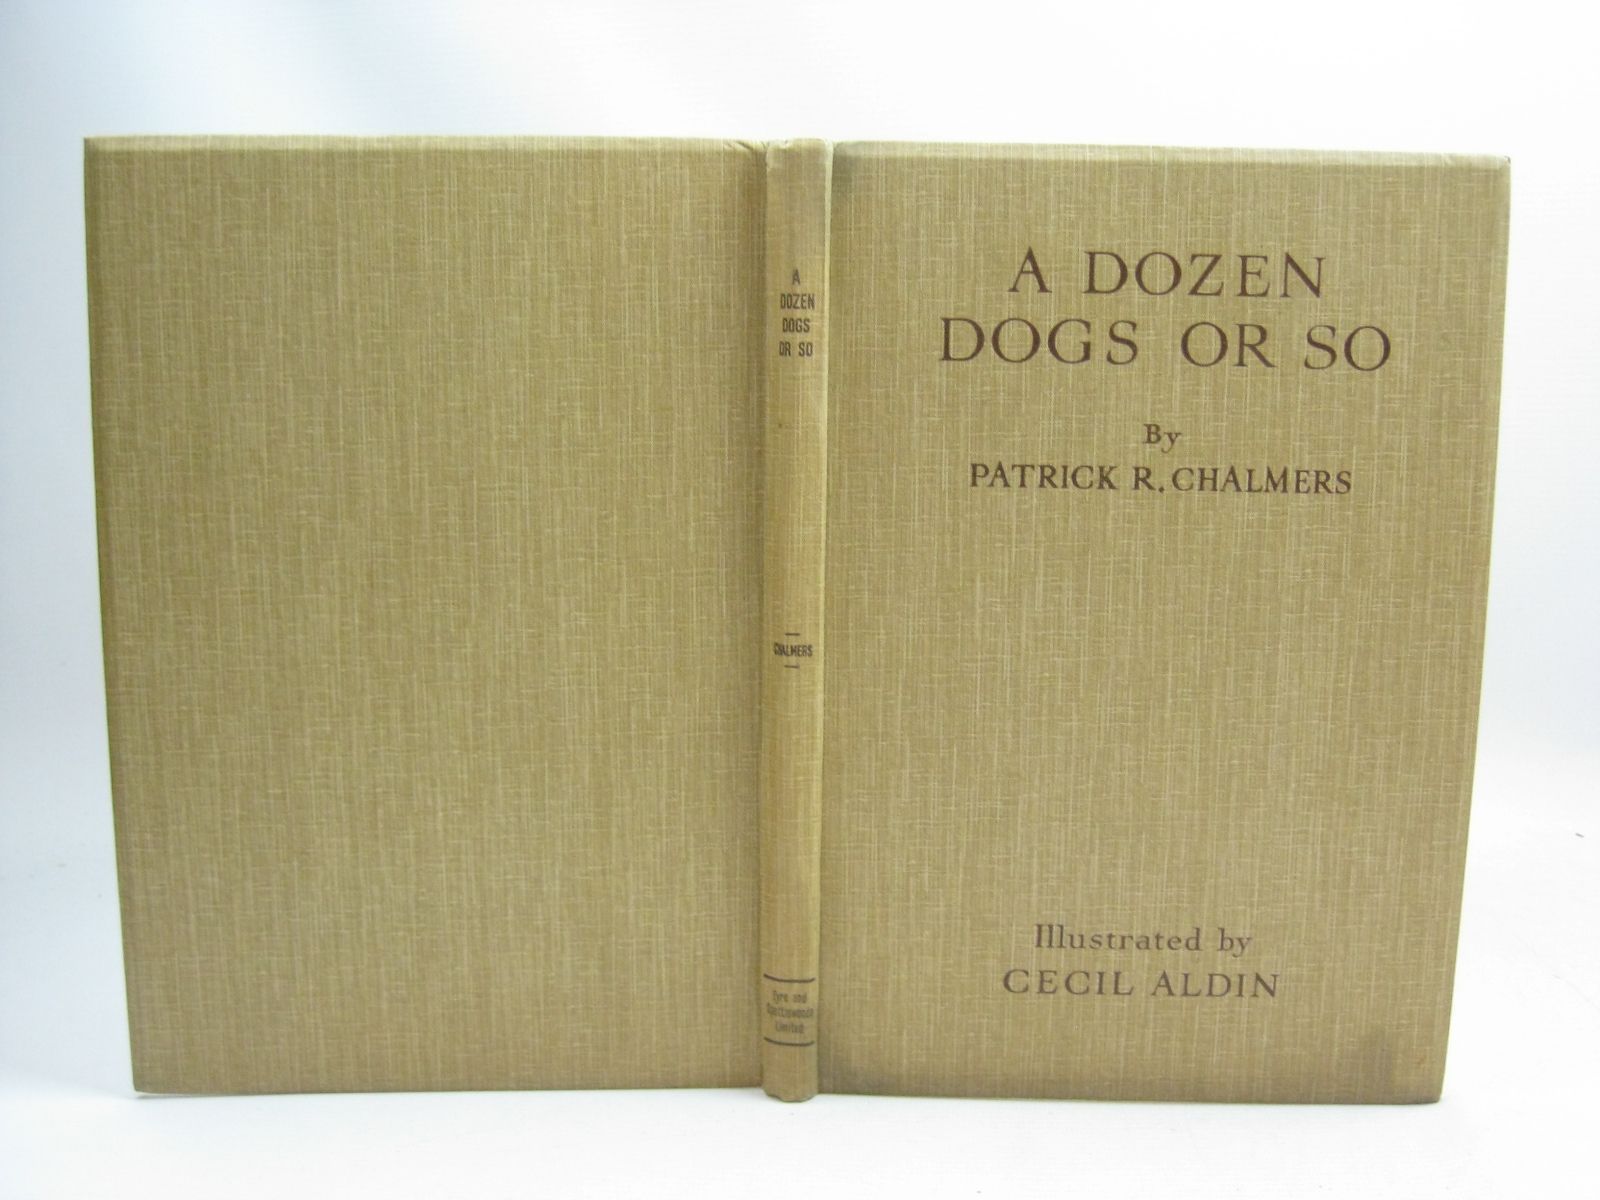 A
DOZEN
DOGS
OR SO
CHALMERS
Eyre and
Spottiswoode
Limited
A DOZEN
DOGS OR SO
By
PATRICK R. CHALMERS
Illustrated by
CECIL ALDIN